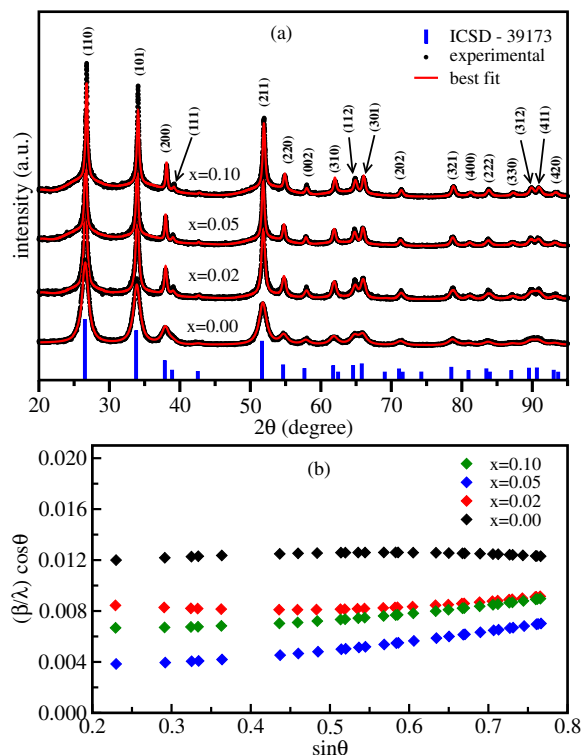 (a)
ICSD - 39173
experimental
best fit
(110)
(101)
(200)
(111)
(211)
(220)
(002)
(310)
(112)
(301)
(202)
(321)
(400)
(222)
(330)
(312)
(411)
(420)
x=0.10
x=0.05
x=0.02
x=0.00
intensity (a.u.)
20 30 40 50 60 70 80 90
2θ (degree)
(b)
x=0.10
x=0.05
x=0.02
x=0.00
0.020
0.016
0.012
0.008
0.004
0.000
(β/λ) cosθ
0.2 0.3 0.4 0.5 0.6 0.7 0.8
sinθ